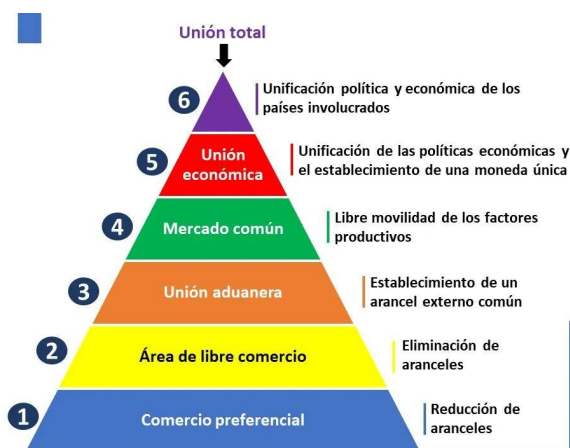 Unión total
6
Unificación política y económica de los
países involucrados
5
Unión
económica
Unificación de las políticas económicas y
el establecimiento de una moneda única
4
Mercado común
Libre movilidad de los factores
productivos
3
Unión aduanera
Establecimiento de un
arancel externo común
2
Área de libre comercio
Eliminación de
aranceles
1
Comercio preferencial
Reducción de
aranceles